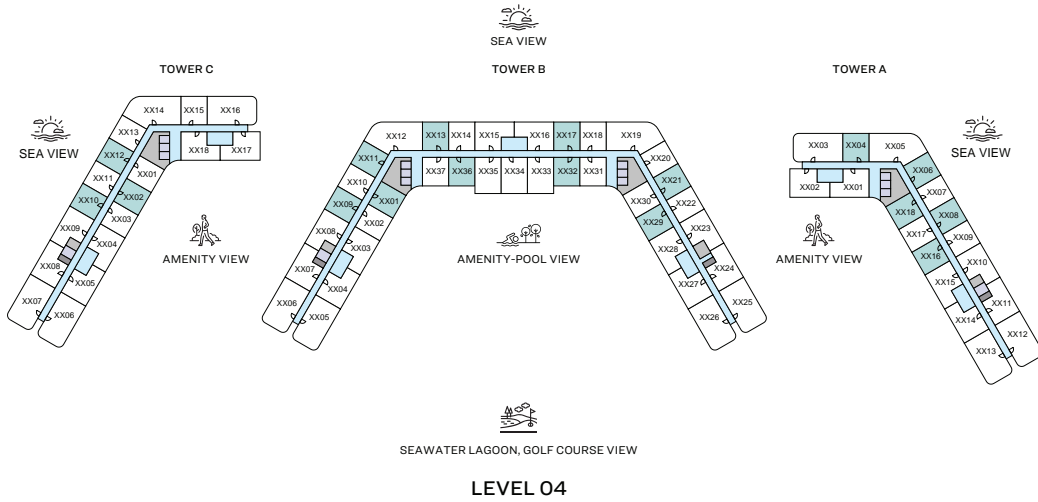 SEA VIEW
TOWER C
TOWER B
TOWER A
XX14
XX15
XX16
XX13
XX12
XX11
XX10
XX09
XX08
XX07
XX06
XX05
XX04
XX03
XX02
XX01
XX18
XX17
SEA VIEW
AMENITY VIEW
XX12
XX13
XX14
XX15
XX16
XX17
XX18
XX19
XX11
XX10
XX09
XX08
XX07
XX06
XX05
XX04
XX03
XX02
XX01
XX37
XX36
XX35
XX34
XX33
XX32
XX31
XX30
XX29
XX28
XX27
XX26
XX25
XX24
XX23
XX22
XX21
XX20
AMENITY-POOL VIEW
XX03
XX04
XX05
XX02
XX01
XX06
XX07
XX08
XX09
XX10
XX11
XX12
XX13
XX14
XX15
XX16
XX17
XX18
SEA VIEW
AMENITY VIEW
SEAWATER LAGOON, GOLF COURSE VIEW
LEVEL 04